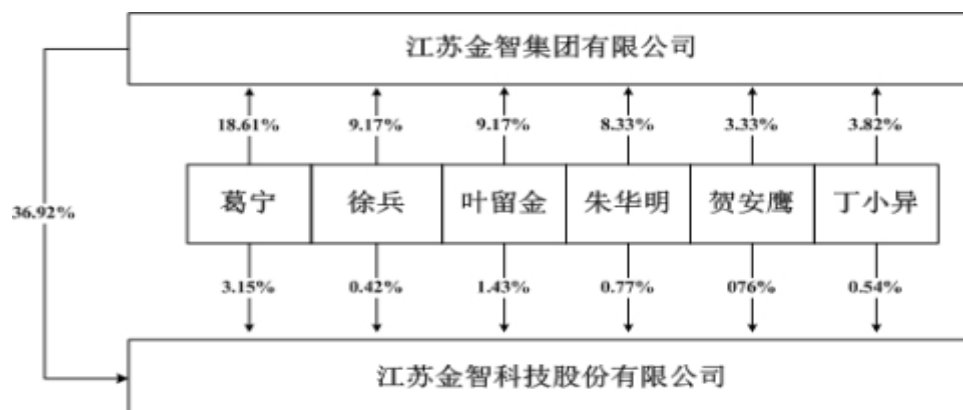 江苏金智集团有限公司
18.61% 9.17% 9.17% 8.33% 3.33% 3.82%
葛宁 徐兵 叶留金 朱华明 贺安鹰 丁小异
36.92%
3.15% 0.42% 1.43% 0.77% 076% 0.54%
江苏金智科技股份有限公司